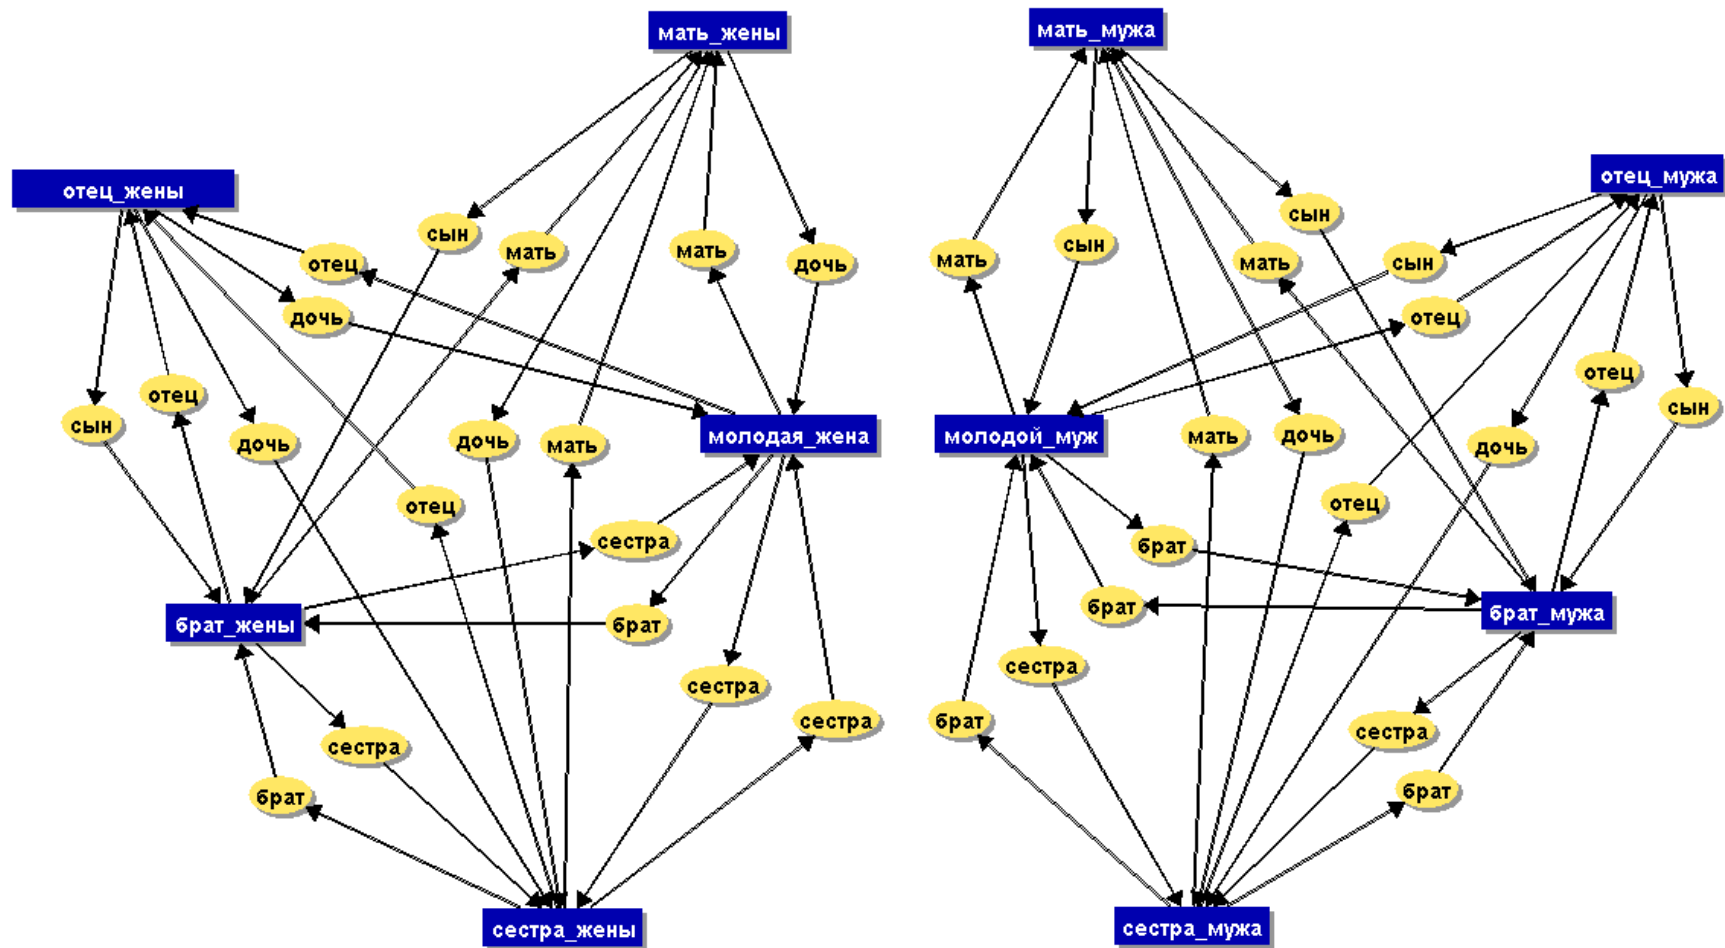 мать_жены
мать_мужа
отец_жены
отец_мужа
сын
мать
мать
дочь
отец
дочь
мать
сын
сын
мать
сын
отец
сын
отец
дочь
дочь
мать
молодая_жена
отец
сестра
брат
брат_жены
сестра
сестра
сестра
брат
сестра_жены
молодой_муж
мать
дочь
отец
дочь
отец
сын
брат
брат
брат_мужа
сестра
брат
сестра
брат
сестра_мужа